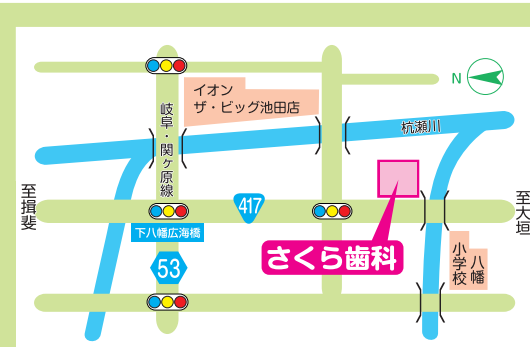 N
イオン
ザ・ビッグ池田店
岐阜・関ヶ原線
杭瀬川
至揖斐
417
至大垣
下八幡広海橋
さくら歯科
八幡
小学校
53